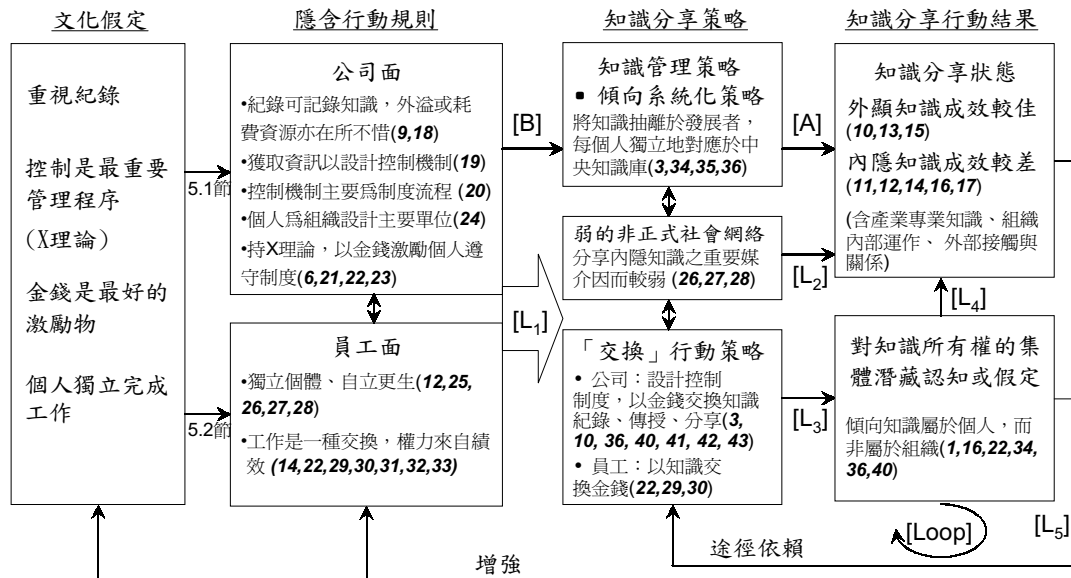 文化假定
重視紀錄
控制是最重要
管理程序
(X理論)
金錢是最好的
激勵物
個人獨立完成
工作
5.1節
5.2節
隱含行動規則
公司面
•紀錄可記錄知識，外溢或耗
費資源亦在所不惜(9,18)
•獲取資訊以設計控制機制(19)
•控制機制主要爲制度流程 (20)
•個人爲組織設計主要單位(24)
•持X理論，以金錢激勵個人遵
守制度(6,21,22,23)
員工面
•獨立個體、自立更生(12,25,
26,27,28)
•工作是一種交換，權力來自績
效 (14,22,29,30,31,32,33)
[B]
[L1]
知識分享策略
知識管理策略
▪ 傾向系統化策略
將知識抽離於發展者，
每個人獨立地對應於中
央知識庫 (3,34,35,36)
弱的非正式社會網絡
分享內隱知識之重要媒
介因而較弱 (26,27,28)
「交換」行動策略
• 公司：設計控制
制度，以金錢交換知識
紀錄、傳授、分享(3,
10, 36, 40, 41, 42, 43)
• 員工：以知識交
換金錢(22,29,30)
[A]
[L2]
[L3]
知識分享行動結果
知識分享狀態
外顯知識成效較佳
(10,13,15)
內隱知識成效較差
(11,12,14,16,17)
(含產業專業知識、組織
內部運作、 外部接觸與
關係)
[L4]
對知識所有權的集
體潛藏認知或假定
傾向知識屬於個人，而
非屬於組織(1,16,22,34,
36,40)
[Loop]
[L5]
途徑依賴
增強